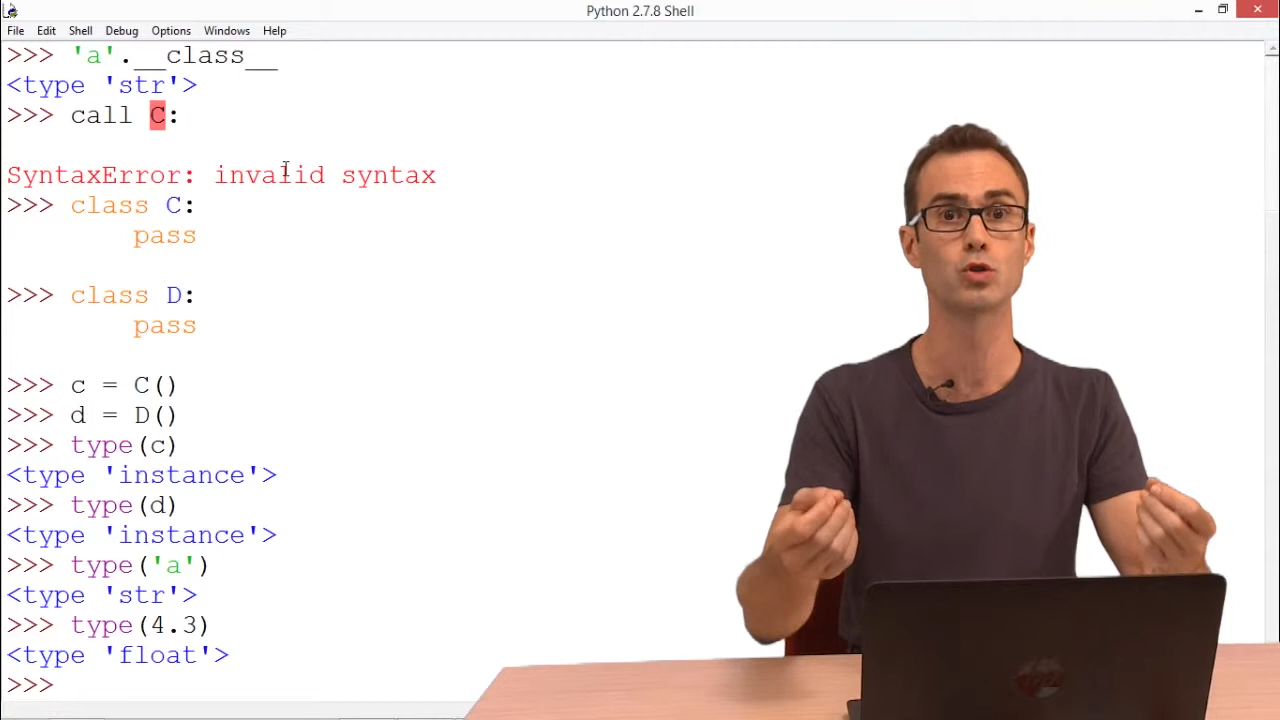 Python 2.7.8 Shell
File Edit Shell Debug Options Windows Help
>>> 'a'.__class__
<type 'str'>
>>> call C:
SyntaxError: invalid syntax
>>> class C:
pass
>>> class D:
pass
>>> c = C()
>>> d = D()
>>> type(c)
<type 'instance'>
>>> type(d)
<type 'instance'>
>>> type('a')
<type 'str'>
>>> type(4.3)
<type 'float'>
>>>